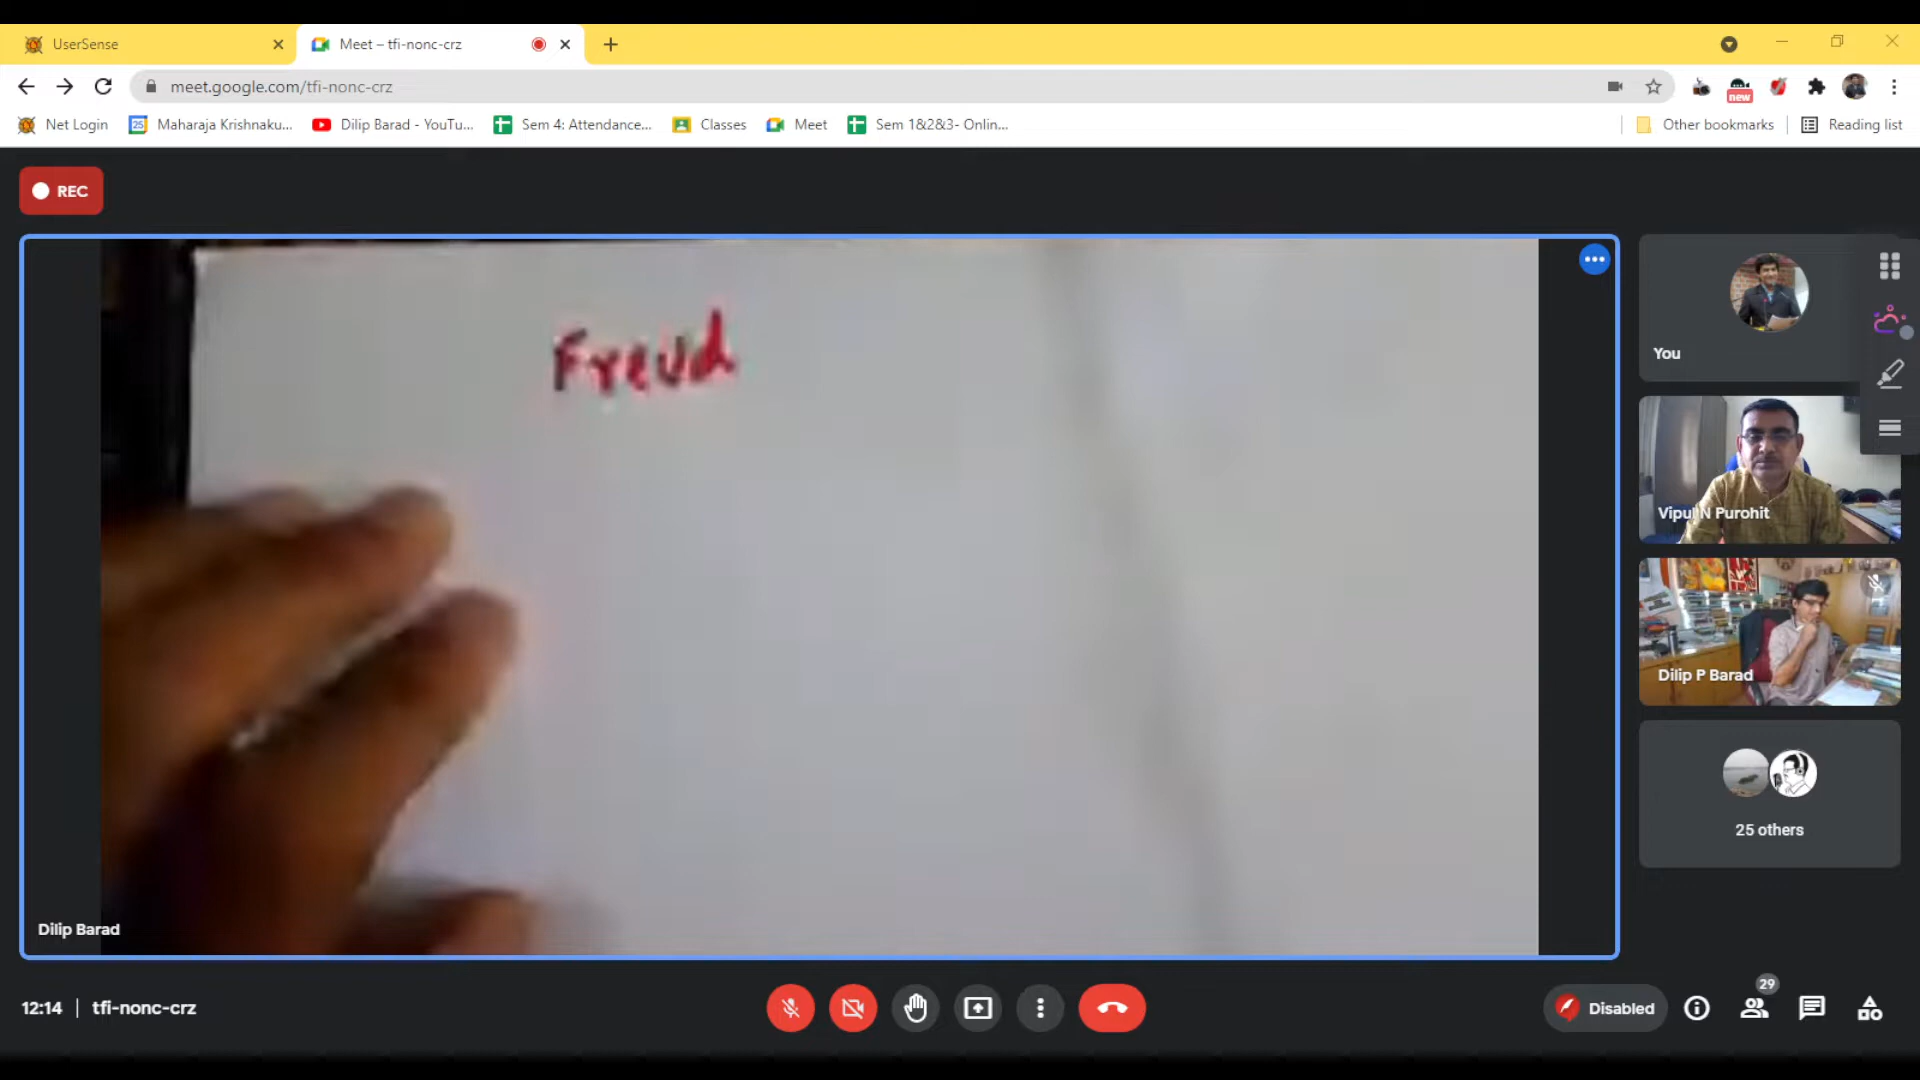 UserSense
Meet – tfi-nonc-crz
meet.google.com/tfi-nonc-crz
new
Net Login
25
Maharaja Krishnaku...
Dilip Barad - YouTu...
Sem 4: Attendance...
Classes
Meet
Sem 1&2&3- Onlin...
Other bookmarks
Reading list
REC
Freud
You
Vipul N Purohit
Dilip P Barad
25 others
Dilip Barad
12:14
tfi-nonc-crz
Disabled
29